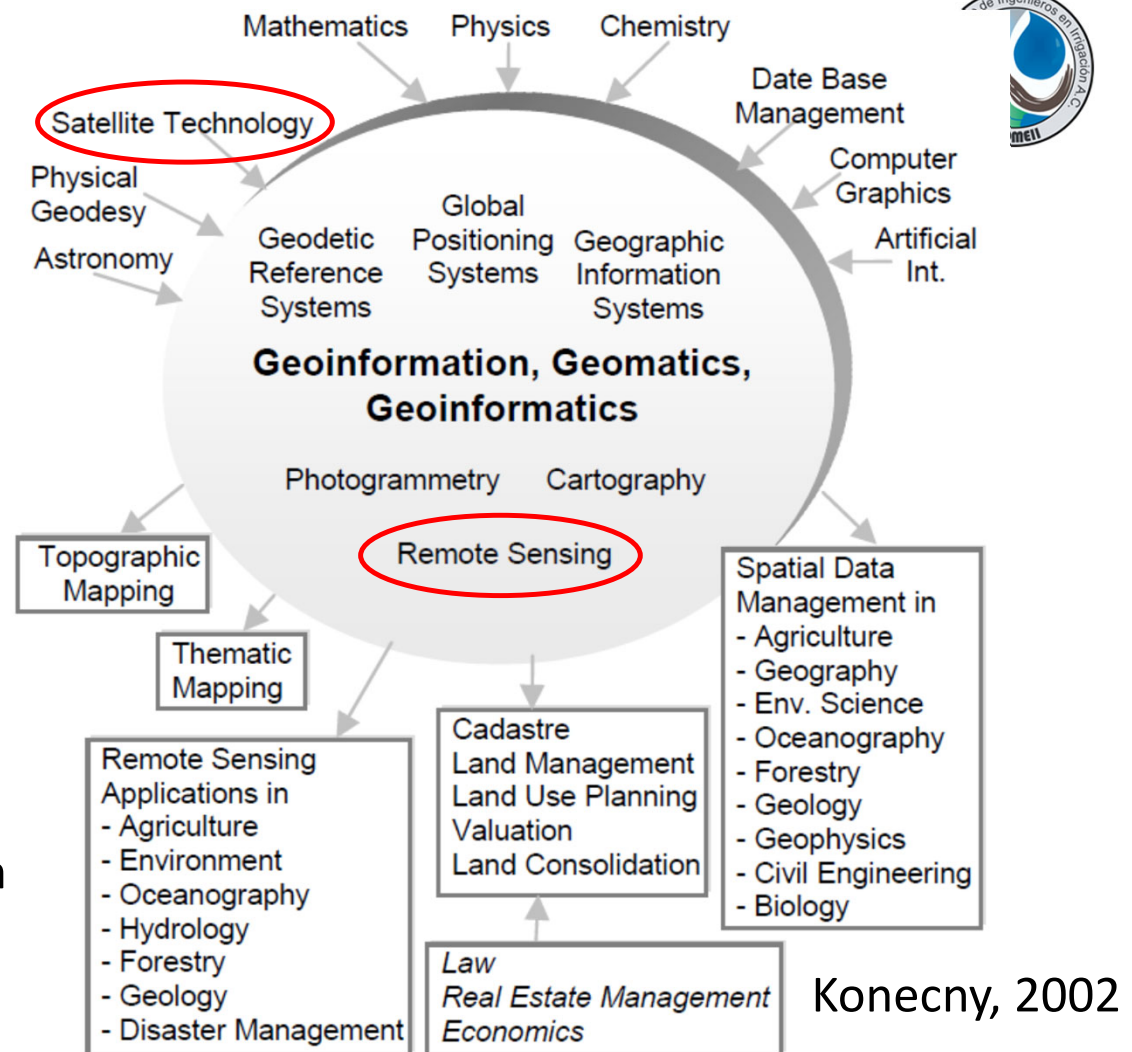 Mathematics Physics Chemistry
de Ingenieros en Irrigación A.C.
Satellite Technology
Date Base
Management
Physical
Geodesy
Computer
Graphics
Astronomy
Artificial
Int.
Geodetic
Reference
Systems
Global
Positioning
Systems
Geographic
Information
Systems
Geoinformation, Geomatics,
Geoinformatics
Photogrammetry Cartography
Remote Sensing
Topographic
Mapping
Thematic
Mapping
Remote Sensing
Applications in
- Agriculture
- Environment
- Oceanography
- Hydrology
- Forestry
- Geology
- Disaster Management
Cadastre
Land Management
Land Use Planning
Valuation
Land Consolidation
Law
Real Estate Management
Economics
Spatial Data
Management in
- Agriculture
- Geography
- Env. Science
- Oceanography
- Forestry
- Geology
- Geophysics
- Civil Engineering
- Biology
Konecny, 2002